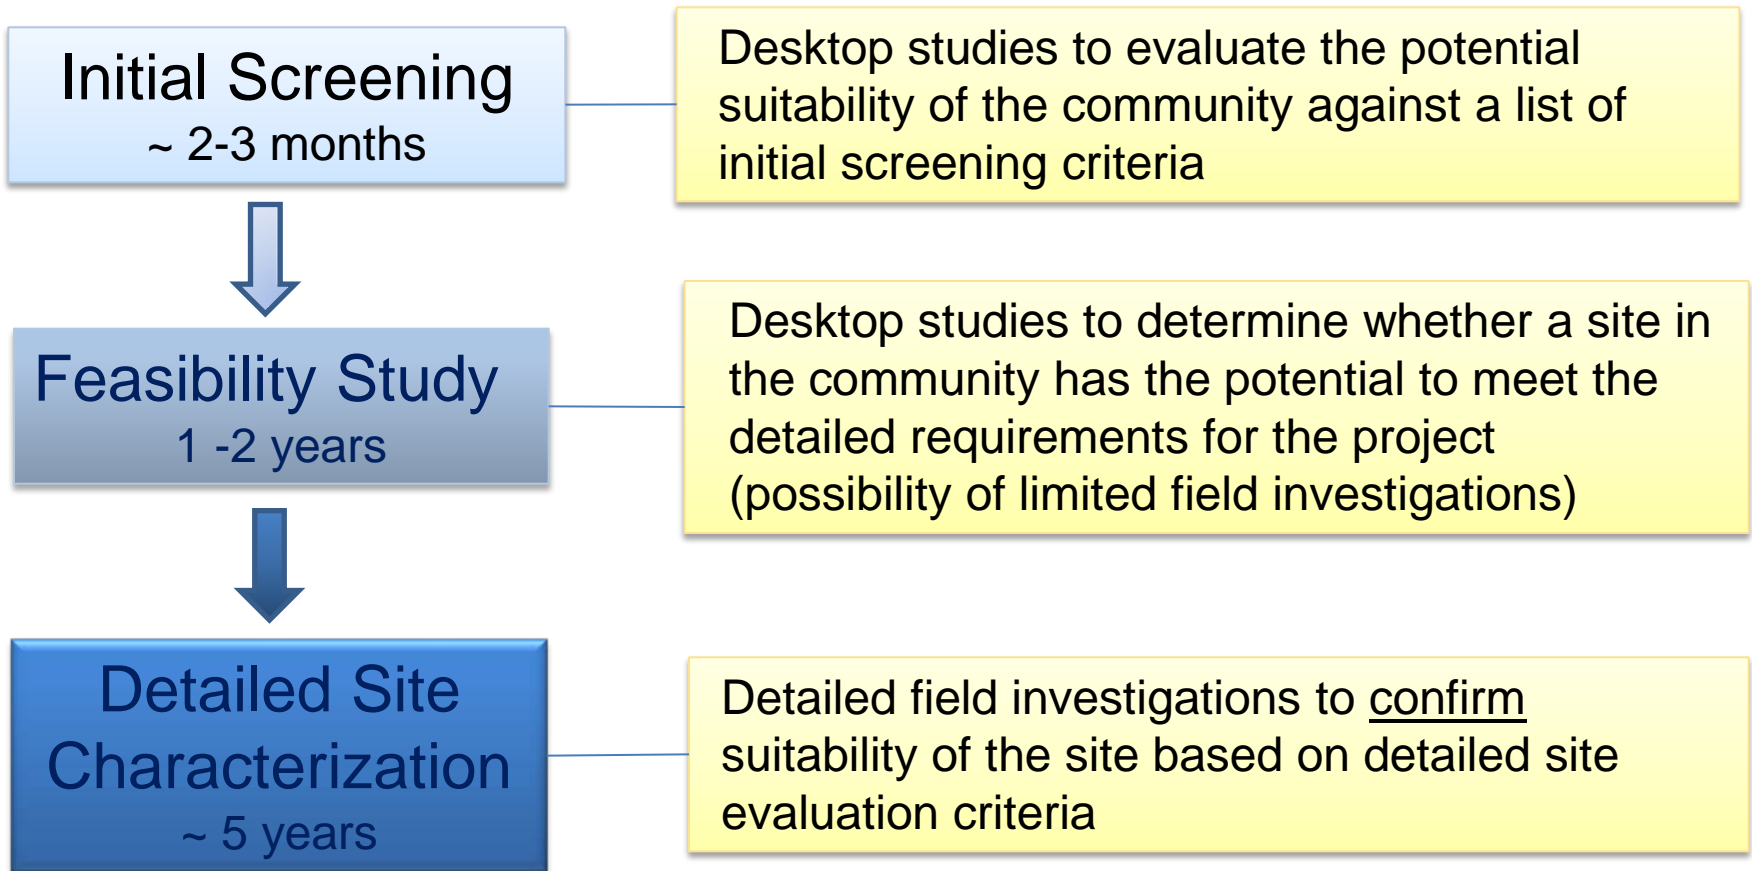 Initial Screening
~ 2-3 months
Desktop studies to evaluate the potential
suitability of the community against a list of
initial screening criteria
Feasibility Study
1 -2 years
Desktop studies to determine whether a site in
the community has the potential to meet the
detailed requirements for the project
(possibility of limited field investigations)
Detailed Site
Characterization
~ 5 years
Detailed field investigations to confirm
suitability of the site based on detailed site
evaluation criteria